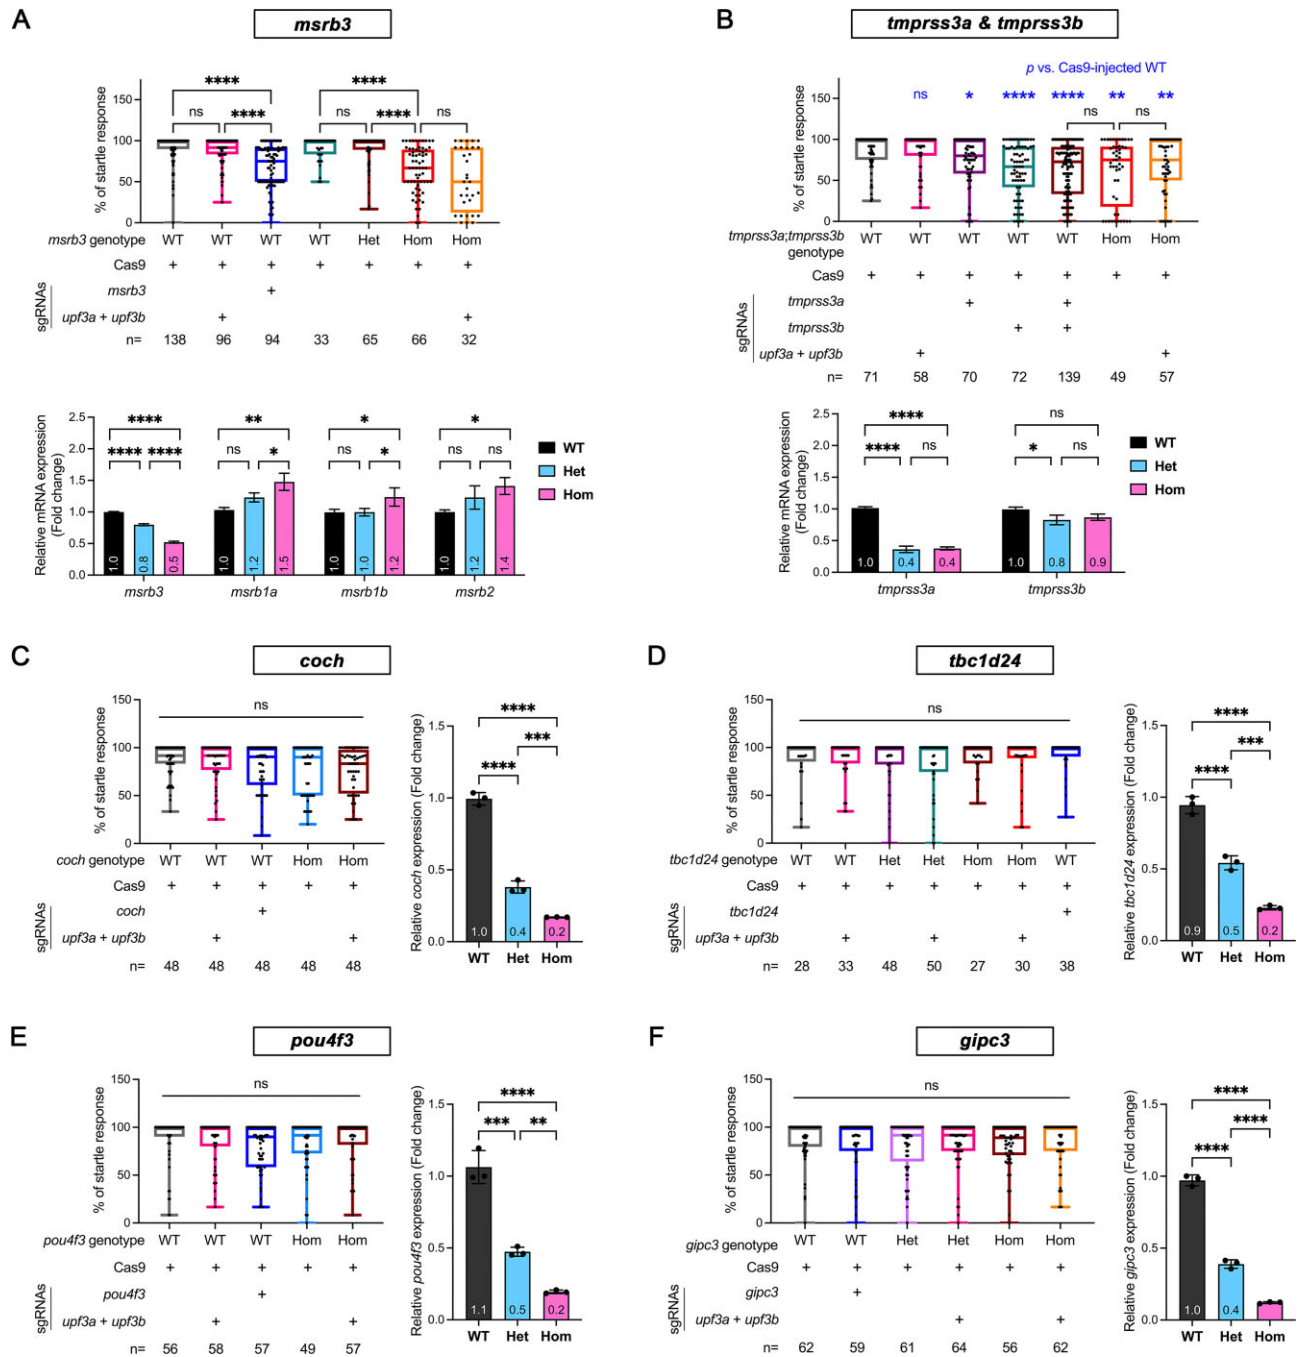 A
msrb3
% of startle response
150
100
50
0
**** ****
ns **** ns **** ns
msrb3 genotype WT WT WT WT Het Hom Hom
Cas9 + + + + + + +
sgRNAs
msrb3 +
upf3a + upf3b + +
n= 138 96 94 33 65 66 32
Relative mRNA expression
(Fold change)
2.5
2.0
1.5
1.0
0.5
0.0
**** ** * *
**** **** ns * ns * ns ns
1.0 0.8 0.5 1.0 1.2 1.5 1.0 1.0 1.2 1.0 1.2 1.4
msrb3 msrb1a msrb1b msrb2
WT
Het
Hom
B
tmprss3a & tmprss3b
p vs. Cas9-injected WT
ns * **** **** ** **
ns ns
% of startle response
150
100
50
0
tmprss3a;tmprss3b
genotype
WT WT WT WT WT Hom Hom
Cas9 + + + + + + +
sgRNAs
tmprss3a + +
tmprss3b + +
upf3a + upf3b + +
n= 71 58 70 72 139 49 57
Relative mRNA expression
(Fold change)
2.5
2.0
1.5
1.0
0.5
0.0
**** ns
**** ns * ns
1.0 0.4 0.4 1.0 0.8 0.9
tmprss3a tmprss3b
WT
Het
Hom
C
coch
% of startle response
150
100
50
0
ns
coch genotype WT WT WT Hom Hom
Cas9 + + + + +
sgRNAs
coch +
upf3a + upf3b + +
n= 48 48 48 48 48
Relative coch expression (Fold change)
1.5
1.0
0.5
0.0
****
***
****
1.0 0.4 0.2
WT Het Hom
D
tbc1d24
% of startle response
150
100
50
0
ns
tbc1d24 genotype WT WT Het Het Hom Hom WT
Cas9 + + + + + + +
sgRNAs
tbc1d24 +
upf3a + upf3b + + +
n= 28 33 48 50 27 30 38
Relative tbc1d24 expression (Fold change)
1.5
1.0
0.5
0.0
****
***
****
0.9 0.5 0.2
WT Het Hom
E
pou4f3
% of startle response
150
100
50
0
ns
pou4f3 genotype WT WT WT Hom Hom
Cas9 + + + + +
sgRNAs
pou4f3 +
upf3a + upf3b + +
n= 56 58 57 49 57
Relative pou4f3 expression (Fold change)
1.5
1.0
0.5
0.0
****
*** **
1.1 0.5 0.2
WT Het Hom
F
gipc3
% of startle response
150
100
50
0
ns
gipc3 genotype WT WT Het Het Hom Hom
Cas9 + + + + + +
sgRNAs
gipc3 +
upf3a + upf3b + +
n= 62 59 61 64 56 62
Relative gipc3 expression (Fold change)
1.5
1.0
0.5
0.0
****
****
****
1.0 0.4
WT Het Hom